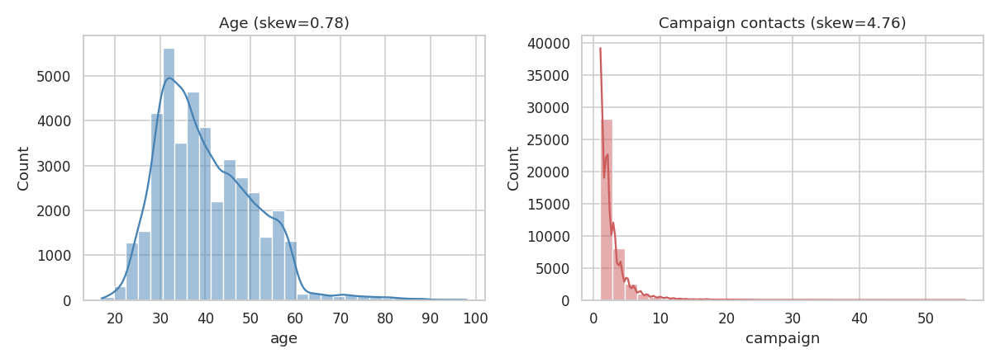 Age (skew=0.78)
Count
5000
4000
3000
2000
1000
0
20 30 40 50 60 70 80 90 100
age
Campaign contacts (skew=4.76)
Count
40000
35000
30000
25000
20000
15000
10000
5000
0
0 10 20 30 40 50
campaign